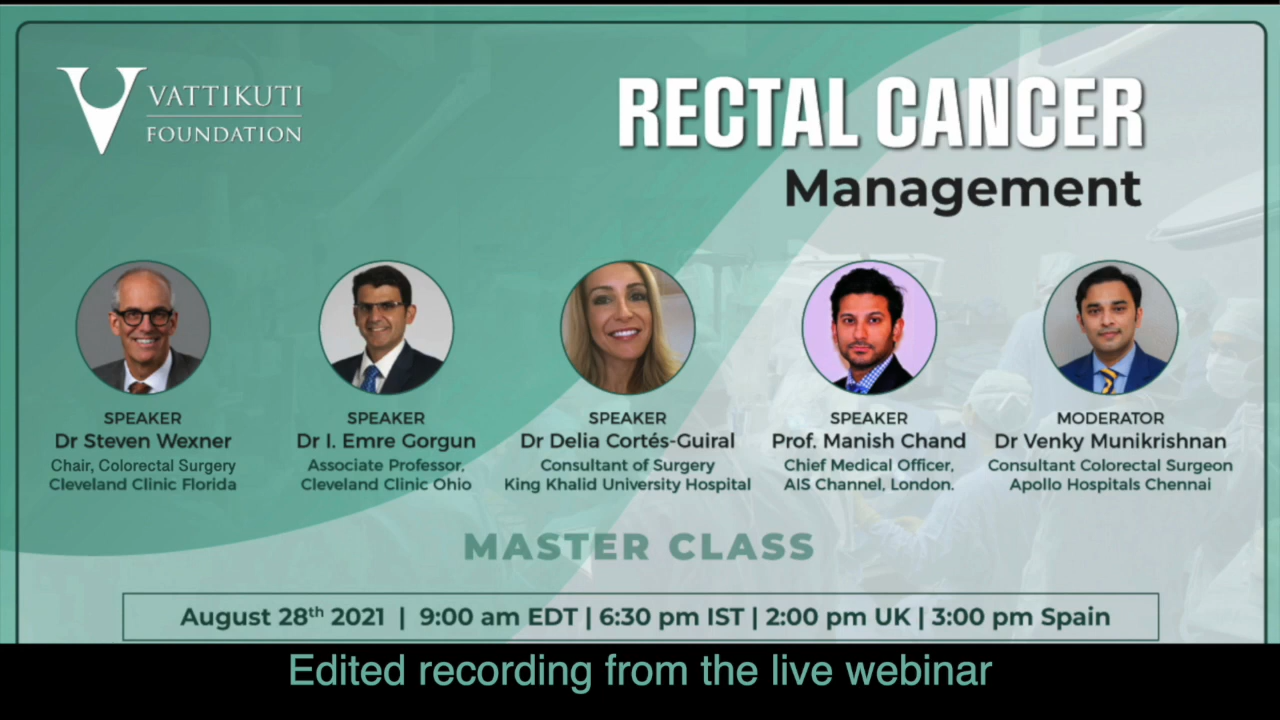 VATTIKUTI
FOUNDATION
RECTAL CANCER
Management
SPEAKER
Dr Steven Wexner
Chair, Colorectal Surgery
Cleveland Clinic Florida
SPEAKER
Dr I. Emre Gorgun
Associate Professor,
Cleveland Clinic Ohio
SPEAKER
Dr Delia Cortés-Guiral
Consultant of Surgery
King Khalid University Hospital
SPEAKER
Prof. Manish Chand
Chief Medical Officer,
AIS Channel, London.
MODERATOR
Dr Venky Munikrishnan
Consultant Colorectal Surgeon
Apollo Hospitals Chennai
MASTER CLASS
August 28th 2021 | 9:00 am EDT | 6:30 pm IST | 2:00 pm UK | 3:00 pm Spain
Edited recording from the live webinar